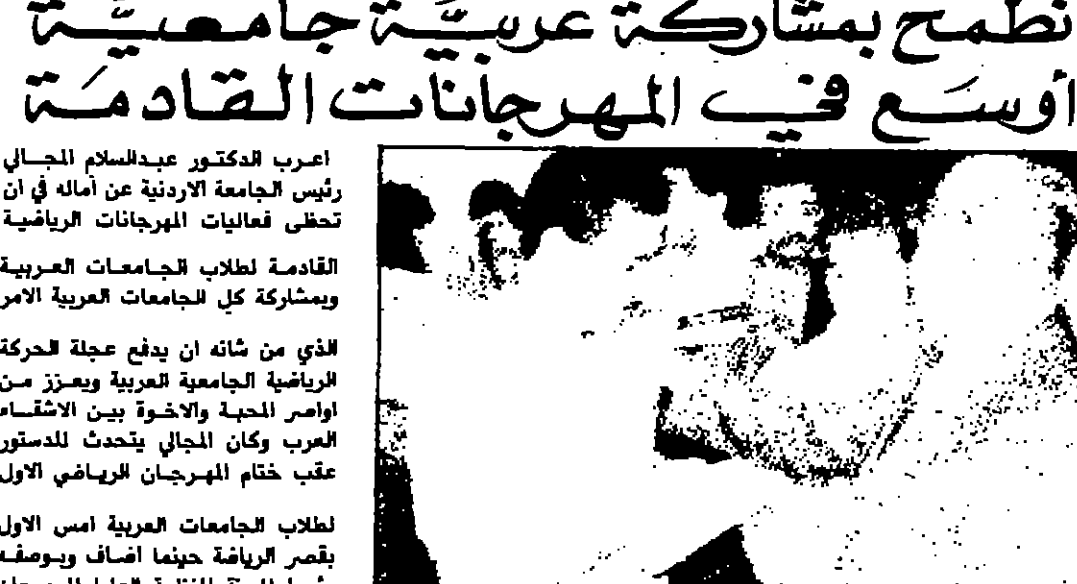 نطمح بمشاركة عربية جامعية
أوسع في المهرجانات القادمة
اعرب الدكتور عبدالسلام المجالي
رئيس الجامعة الاردنية عن اماله في ان
تحظى فعاليات المهرجانات الرياضية
القادمة لطلاب الجامعات العربية
وبمشاركة كل الجامعات العربية الامر
الذي من شانه ان يدفع عجلة الحركة
الرياضية الجامعية العربية ويعزز من
اواصر المحبة والاخوة بين الاشقاء
العرب وكان المجالي يتحدث للدستور
عقب ختام المهرجان الرياضي الاول
لطلاب الجامعات العربية امس الاول
بقصر الرياضة حينما اضاف وبوصفه